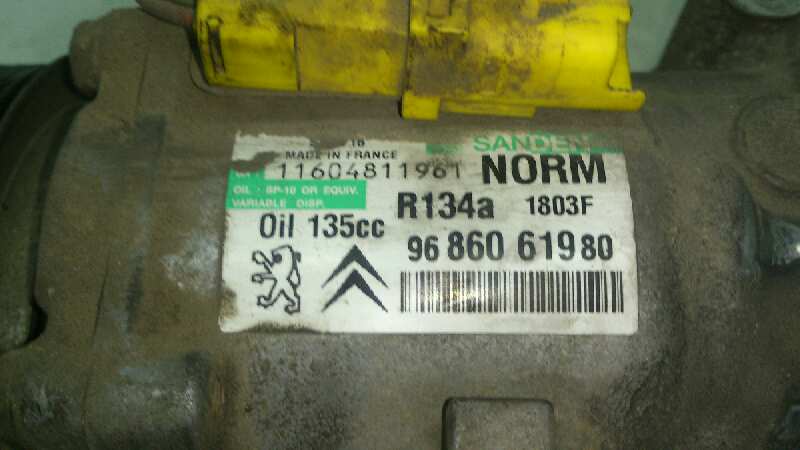 MADE IN FRANCE
SANDEN
11604811961 NORM
OIL : SP-10 OR EQUIV.
VARIABLE DISP.
R134a 1803F
Oil 135cc
96 860 619 80